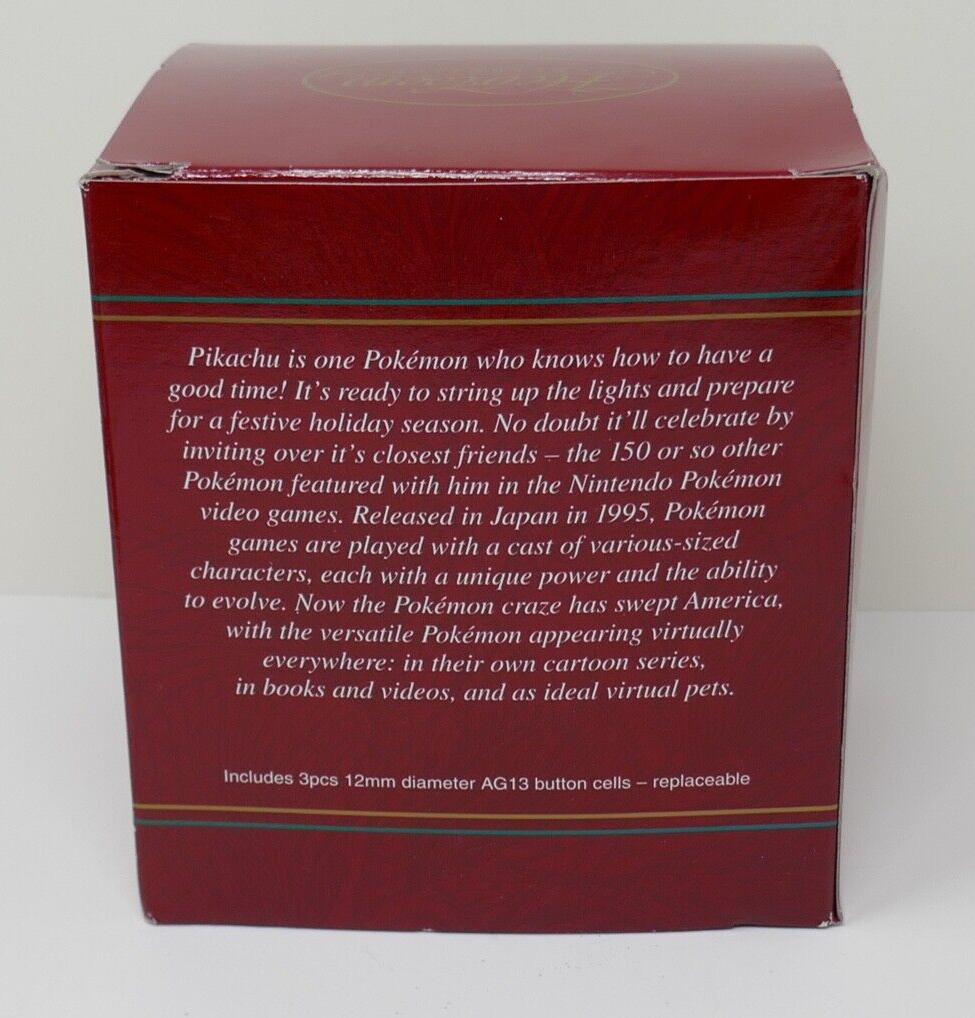 Pikachu is one Pokémon who knows how to have a
good time! It's ready to string up the lights and prepare
for a festive holiday season. No doubt it'll celebrate by
inviting over it's closest friends – the 150 or so other
Pokémon featured with him in the Nintendo Pokémon
video games. Released in Japan in 1995, Pokémon
games are played with a cast of various-sized
characters, each with a unique power and the ability
to evolve. Now the Pokémon craze has swept America,
with the versatile Pokémon appearing virtually
everywhere: in their own cartoon series,
in books and videos, and as ideal virtual pets.
Includes 3pcs 12mm diameter AG13 button cells – replaceable